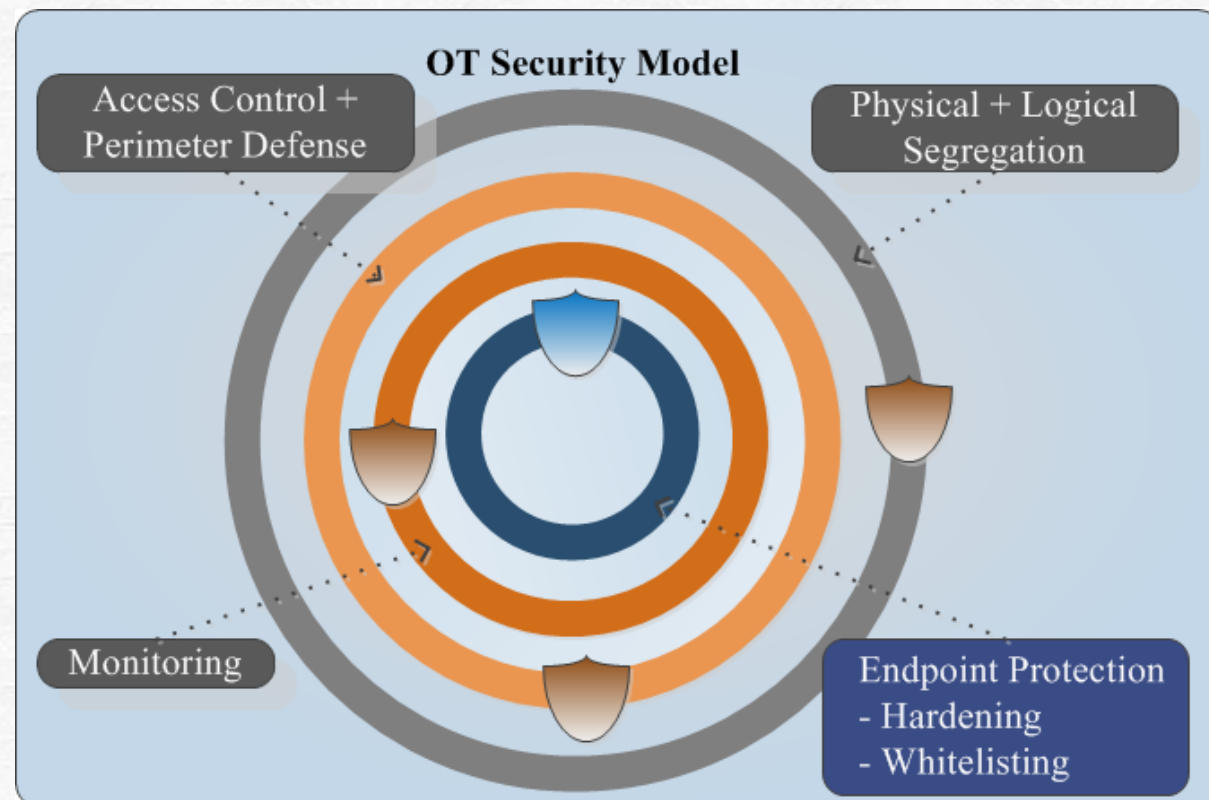 OT Security Model
Access Control +
Perimeter Defense
Physical + Logical
Segregation
Monitoring
Endpoint Protection
- Hardening
- Whitelisting